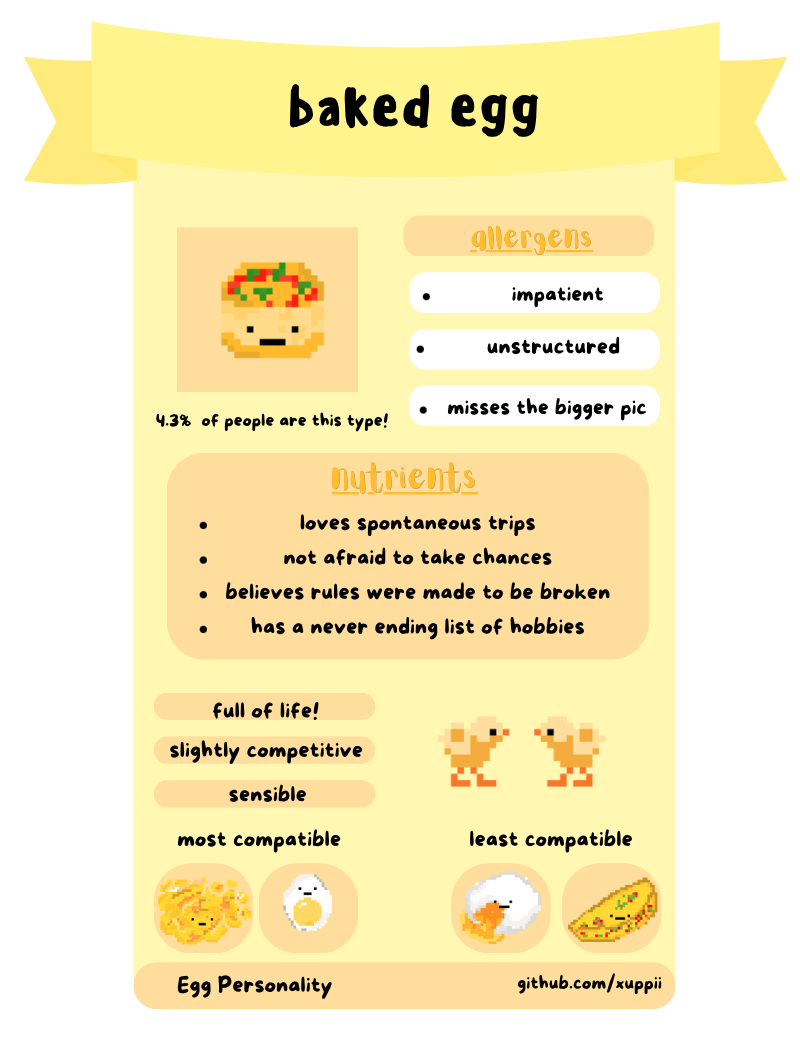 baked egg
allergens
• impatient
• unstructured
• misses the bigger pic
4.3% of people are this type!
nutrients
• loves spontaneous trips
• not afraid to take chances
• believes rules were made to be broken
• has a never ending list of hobbies
full of life!
slightly competitive
sensible
most compatible
least compatible
Egg Personality
github.com/xuppii